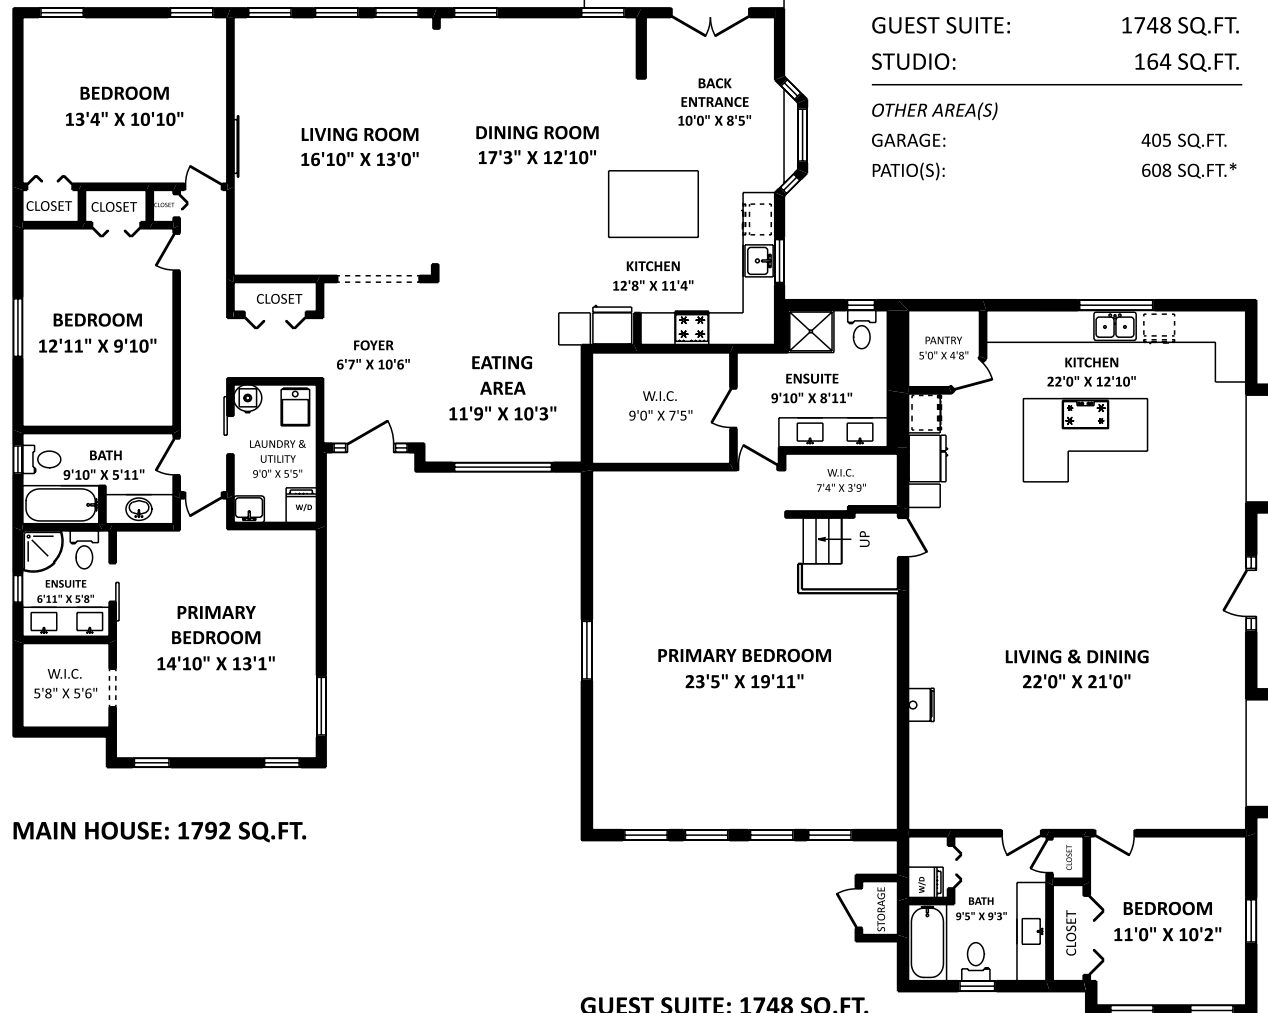 GUEST SUITE: 1748 SQ.FT.
STUDIO: 164 SQ.FT.
OTHER AREA(S)
GARAGE: 405 SQ.FT.
PATIO(S): 608 SQ.FT.*
BEDROOM
13'4" X 10'10"
LIVING ROOM
16'10" X 13'0"
DINING ROOM
17'3" X 12'10"
BACK
ENTRANCE
10'0" X 8'5"
CLOSET
CLOSET
CLOSET
KITCHEN
12'8" X 11'4"
CLOSET
BEDROOM
12'11" X 9'10"
FOYER
6'7" X 10'6"
EATING
AREA
11'9" X 10'3"
W.I.C.
9'0" X 7'5"
ENSUITE
9'10" X 8'11"
PANTRY
5'0" X 4'8"
KITCHEN
22'0" X 12'10"
BATH
9'10" X 5'11"
LAUNDRY &
UTILITY
9'0" X 5'5"
W/D
W.I.C.
7'4" X 3'9"
UP
ENSUITE
6'11" X 5'8"
PRIMARY
BEDROOM
14'10" X 13'1"
W.I.C.
5'8" X 5'6"
PRIMARY BEDROOM
23'5" X 19'11"
LIVING & DINING
22'0" X 21'0"
MAIN HOUSE: 1792 SQ.FT.
W/D
CLOSET
STORAGE
BATH
9'5" X 9'3"
CLOSET
BEDROOM
11'0" X 10'2"
GUEST SUITE: 1748 SQ.FT.